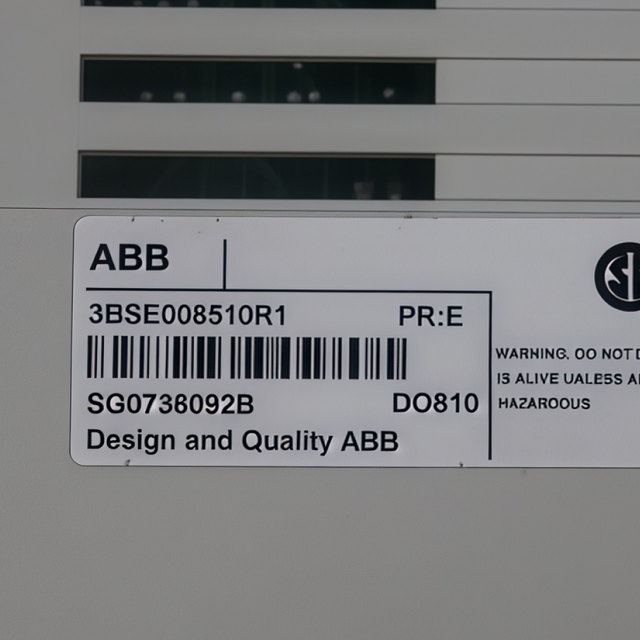 ABB
3BSE008510R1 PR:E
SG0736092B DO810
Design and Quality ABB
WARNING. OO NOT
IS ALIVE UALESS
HAZAROOUS